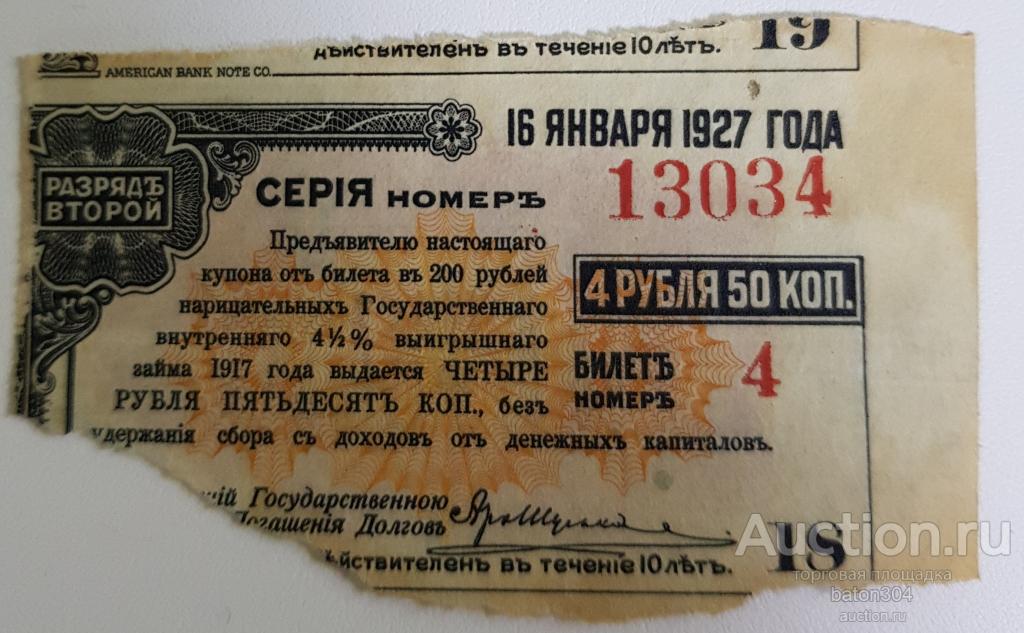 дѣйствителенъ въ теченіе 10 лѣтъ. 19
AMERICAN BANK NOTE CO.
16 ЯНВАРЯ 1927 ГОДА
РАЗРЯДЪ
ВТОРОЙ
СЕРІЯ НОМЕРЪ 13034
Предъявителю настоящаго
купона отъ билета въ 200 рублей
нарицательныхъ Государственнаго
внутренняго 4½% выигрышнаго
займа 1917 года выдается ЧЕТЫРЕ
РУБЛЯ ПЯТЬДЕСЯТЪ КОП., безъ
удержанія сбора съ доходовъ отъ денежныхъ капиталовъ.
4 РУБЛЯ 50 КОП.
БИЛЕТЪ
НОМЕРЪ 4
Государственною
Погашенія Долговъ
йствителенъ въ теченіе 10 лѣтъ. 18
Auction.ru
торговая площадка
baton304
auction.ru